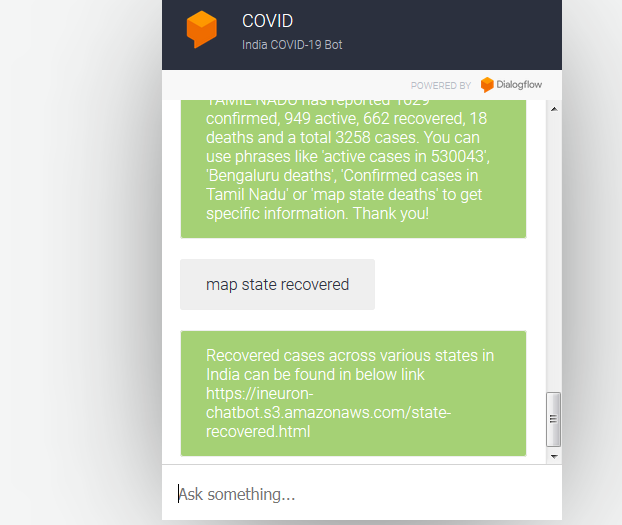 COVID
India COVID-19 Bot
POWERED BY Dialogflow
TAMIL NADU has reported 1629
confirmed, 949 active, 662 recovered, 18
deaths and a total 3258 cases. You can
use phrases like 'active cases in 530043',
'Bengaluru deaths', 'Confirmed cases in
Tamil Nadu' or 'map state deaths' to get
specific information. Thank you!
map state recovered
Recovered cases across various states in
India can be found in below link
https://ineuron-
chatbot.s3.amazonaws.com/state-
recovered.html
Ask something...